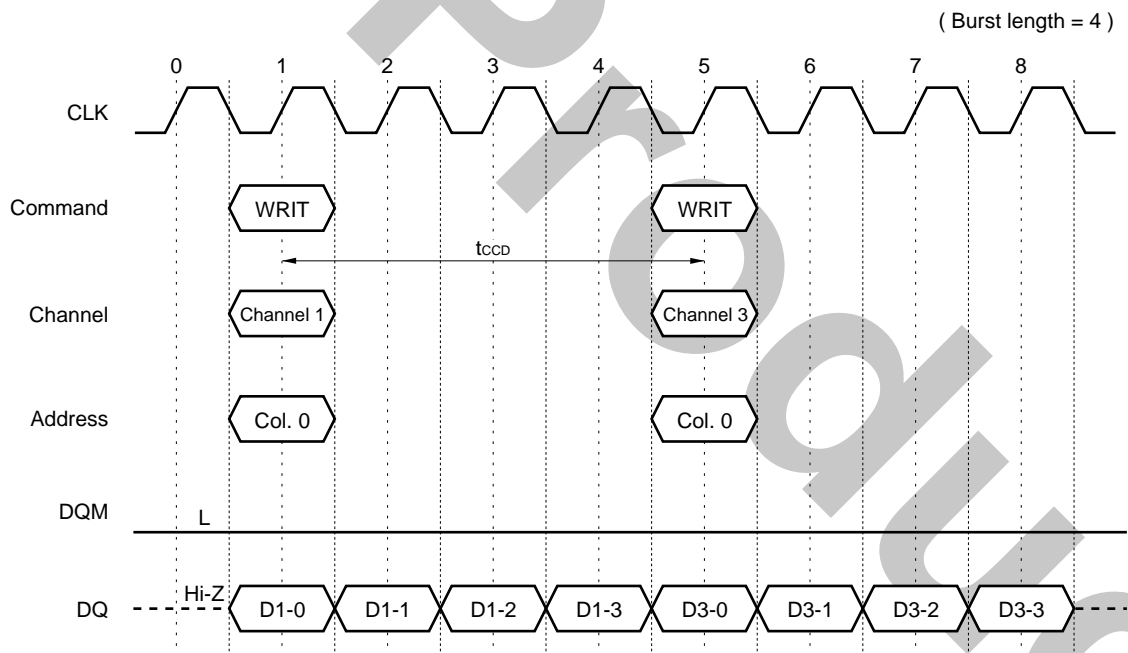 ( Burst length = 4 )
0 1 2 3 4 5 6 7 8
CLK
Command WRIT WRIT
tCCD
Channel Channel 1 Channel 3
Address Col. 0 Col. 0
DQM L
DQ Hi-Z D1-0 D1-1 D1-2 D1-3 D3-0 D3-1 D3-2 D3-3
Produc